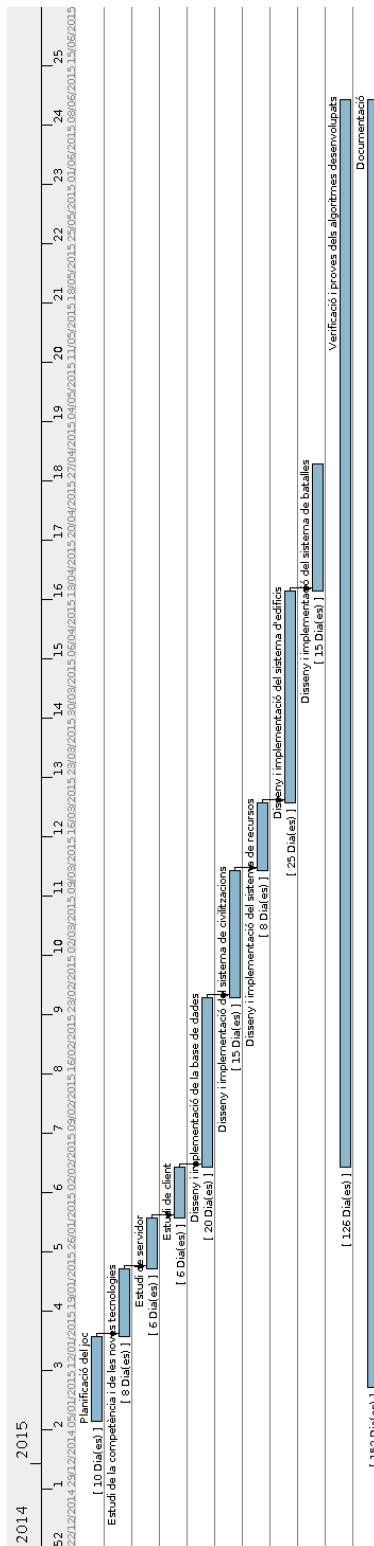 2014 2015
52 1 2 3 4 5 6 7 8 9 10 11 12 13 14 15 16 17 18 19 20 21 22 23 24 25
22/12/2014 29/12/2014 05/01/2015 12/01/2015 19/01/2015 26/01/2015 02/02/2015 09/02/2015 16/02/2015 23/02/2015 02/03/2015 09/03/2015 16/03/2015 23/03/2015 30/03/2015 06/04/2015 13/04/2015 20/04/2015 27/04/2015 04/05/2015 11/05/2015 18/05/2015 25/05/2015 01/06/2015 08/06/2015 15/06/2015
[ 10 Dia(es) ] Planificació del joc
Estudi de la competència i de les noves tecnologies
[ 8 Dia(es) ]
Estudi de servidor
[ 6 Dia(es) ]
Estudi de client
[ 6 Dia(es) ]
Disseny i implementació de la base de dades
[ 20 Dia(es) ]
Disseny i implementació del sistema de civilitzacions
[ 15 Dia(es) ]
Disseny i implementació del sistema de recursos
[ 8 Dia(es) ]
Disseny i implementació del sistema d'edificis
[ 25 Dia(es) ]
Disseny i implementació del sistema de batalles
[ 15 Dia(es) ]
Verificació i proves dels algoritmes desenvolupats
[ 126 Dia(es) ]
Documentació
[ 152 Dia(es) ]